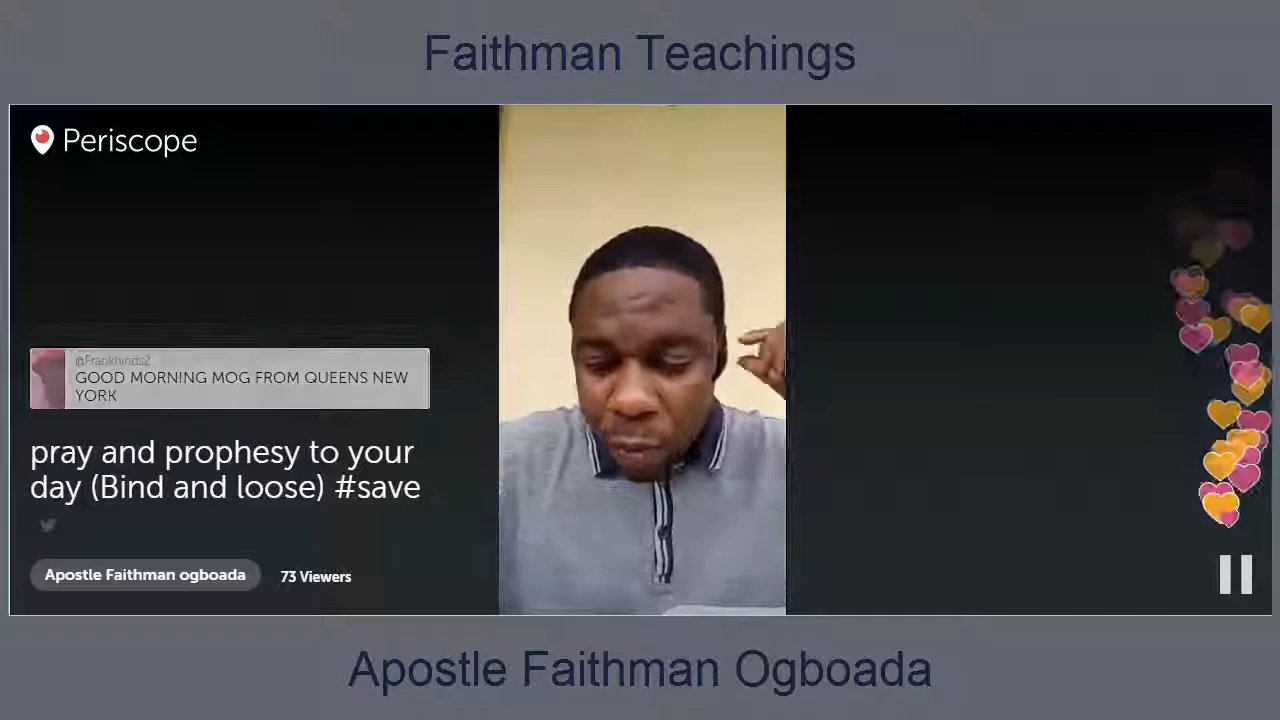 Faithman Teachings
Periscope
@Frankhinds2
GOOD MORNING MOG FROM QUEENS NEW
YORK
pray and prophesy to your
day (Bind and loose) #save
Apostle Faithman ogboada
73 Viewers
Apostle Faithman Ogboada